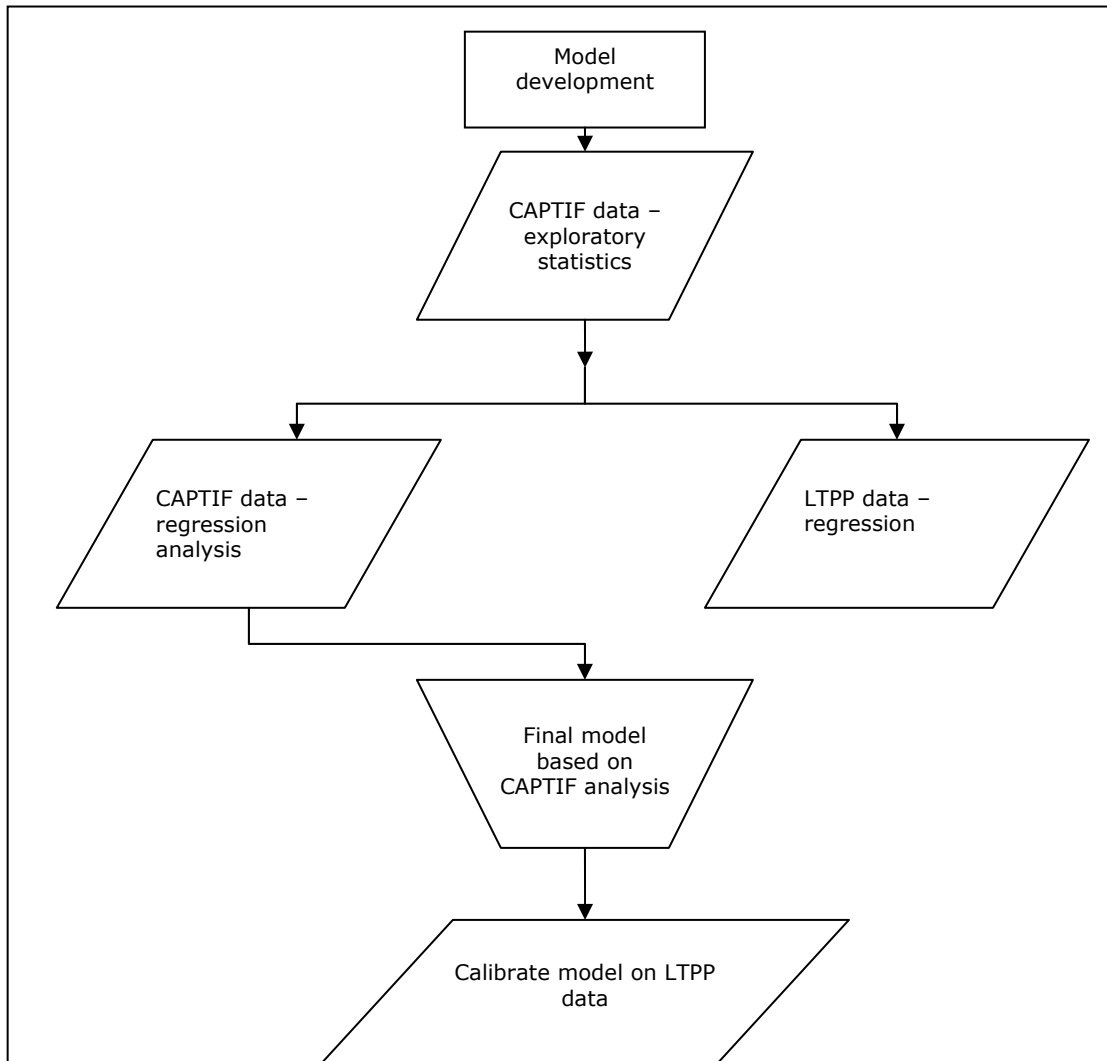 Model
development
CAPTIF data –
exploratory
statistics
CAPTIF data –
regression
analysis
LTPP data –
regression
Final model
based on
CAPTIF analysis
Calibrate model on LTPP
data